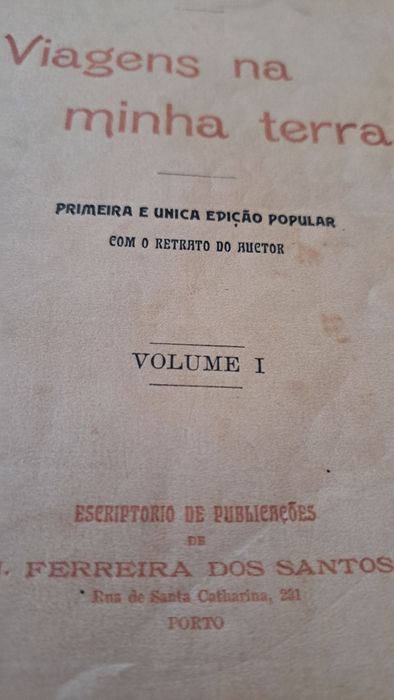 Viagens na
minha terra
PRIMEIRA E UNICA EDIÇÃO POPULAR
COM O RETRATO DO AUCTOR
VOLUME I
ESCRIPTORIO DE PUBLICAÇÕES
DE
J. FERREIRA DOS SANTOS
Rua de Santa Catharina, 231
PORTO